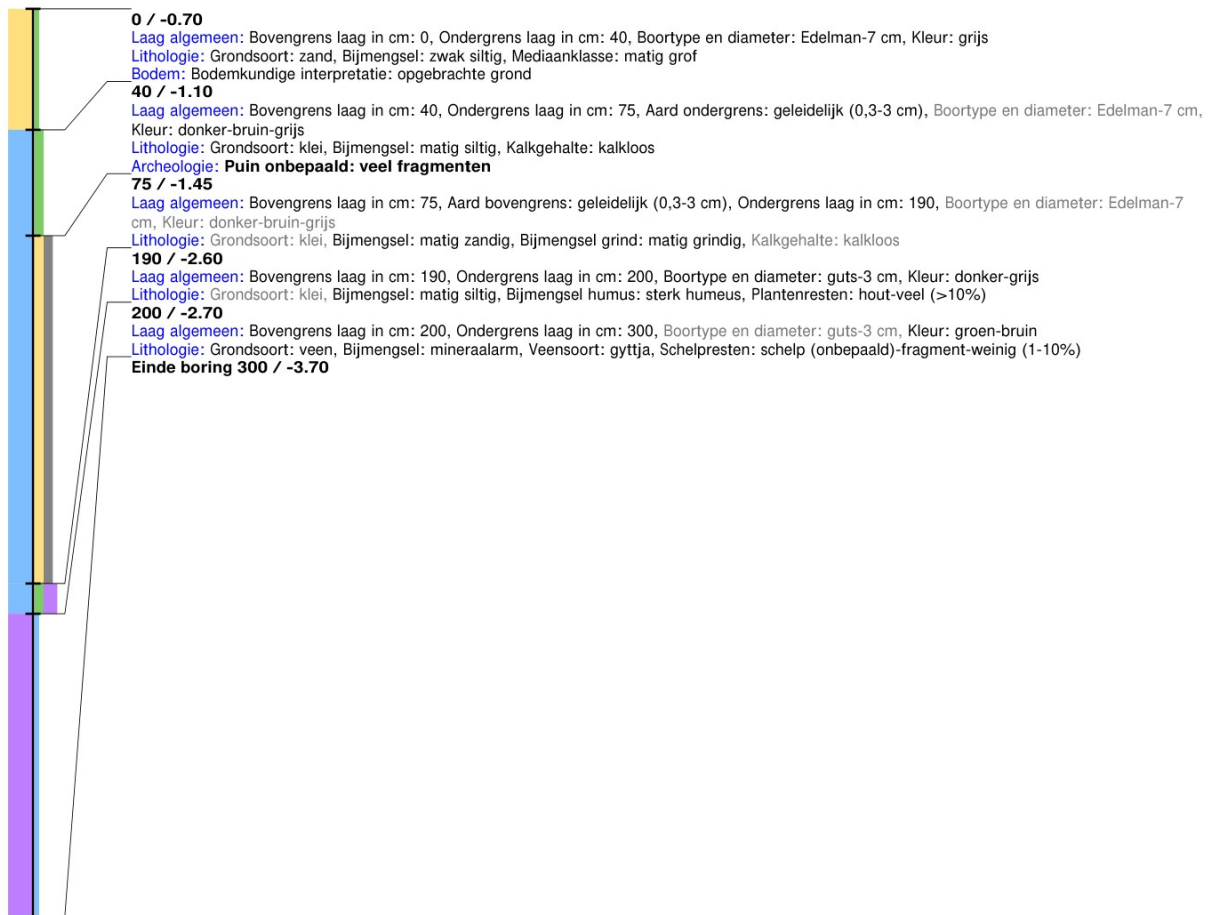 0 / -0.70
Laag algemeen: Bovengrens laag in cm: 0, Ondergrens laag in cm: 40, Boortype en diameter: Edelman-7 cm, Kleur: grijs
Lithologie: Grondsoort: zand, Bijmengsel: zwak siltig, Mediaanklasse: matig grof
Bodem: Bodemkundige interpretatie: opgebrachte grond
40 / -1.10
Laag algemeen: Bovengrens laag in cm: 40, Ondergrens laag in cm: 75, Aard ondergrens: geleidelijk (0,3-3 cm), Boortype en diameter: Edelman-7 cm,
Kleur: donker-bruin-grijs
Lithologie: Grondsoort: klei, Bijmengsel: matig siltig, Kalkgehalte: kalkloos
Archeologie: Puin onbepaald: veel fragmenten
75 / -1.45
Laag algemeen: Bovengrens laag in cm: 75, Aard bovengrens: geleidelijk (0,3-3 cm), Ondergrens laag in cm: 190, Boortype en diameter: Edelman-7
cm, Kleur: donker-bruin-grijs
Lithologie: Grondsoort: klei, Bijmengsel: matig zandig, Bijmengsel grind: matig grindig, Kalkgehalte: kalkloos
190 / -2.60
Laag algemeen: Bovengrens laag in cm: 190, Ondergrens laag in cm: 200, Boortype en diameter: guts-3 cm, Kleur: donker-grijs
Lithologie: Grondsoort: klei, Bijmengsel: matig siltig, Bijmengsel humus: sterk humeus, Plantenresten: hout-veel (>10%)
200 / -2.70
Laag algemeen: Bovengrens laag in cm: 200, Ondergrens laag in cm: 300, Boortype en diameter: guts-3 cm, Kleur: groen-bruin
Lithologie: Grondsoort: veen, Bijmengsel: mineraalarm, Veensoort: gyttja, Schelpresten: schelp (onbepaald)-fragment-weinig (1-10%)
Einde boring 300 / -3.70